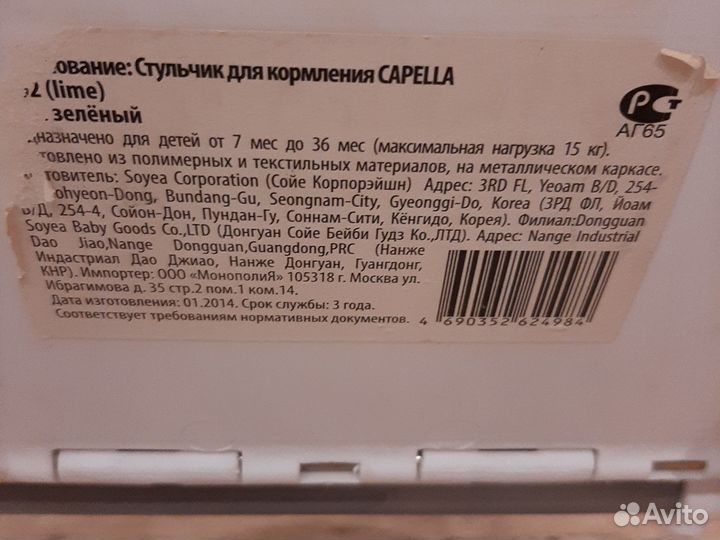 ование: Стульчик для кормления CAPELLA
2 (lime)
зелёный
РСТ
АГ65
дназначено для детей от 7 мес до 36 мес (максимальная нагрузка 15 кг).
товлено из полимерных и текстильных материалов, на металлическом каркасе.
отовитель: Soyea Corporation (Сойе Корпорэйшн) Адрес: 3RD FL, Yeoam B/D, 254-
ohyeon-Dong, Bundang-Gu, Seongnam-City, Gyeonggi-Do, Korea (3РД ФЛ, Йоам
В/Д, 254-4, Сойон-Дон, Пундан-Гу, Соннам-Сити, Кёнгидо, Корея). Филиал:Dongguan
Soyea Baby Goods Co.,LTD (Донгуан Сойе Бейби Гудз Ко.,ЛТД). Адрес: Nange Industrial
Dao Jiao,Nange Dongguan,Guangdong,PRC (Нанже
Индастриал Дао Джиао, Нанже Донгуан, Гуангдонг,
КНР). Импортер: ООО «МонополиЯ» 105318 г. Москва ул.
Ибрагимова д. 35 стр.2 пом.1 ком.14.
Дата изготовления: 01.2014. Срок службы: 3 года.
Соответствует требованиям нормативных документов.
4 690352 624984
Avito